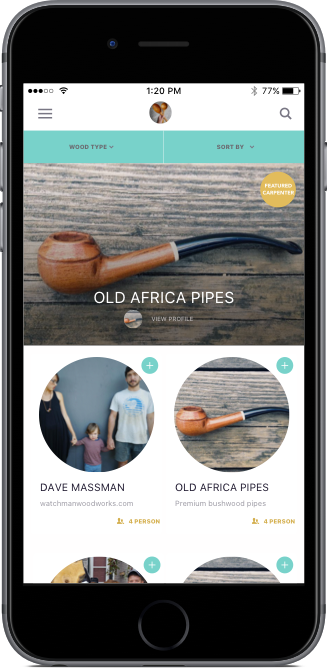 1:20 PM
77%
WOOD TYPE
SORT BY
FEATURED
CARPENTER
OLD AFRICA PIPES
VIEW PROFILE
DAVE MASSMAN
watchmanwoodworks.com
4 PERSON
OLD AFRICA PIPES
Premium bushwood pipes
4 PERSON